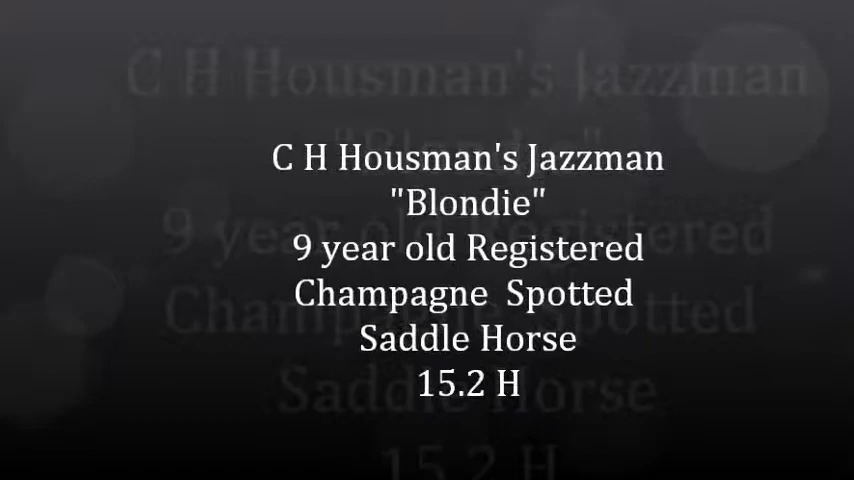 C H Housman's Jazzman
"Blondie"
9 year old Registered
Champagne  Spotted
Saddle Horse
15.2 H